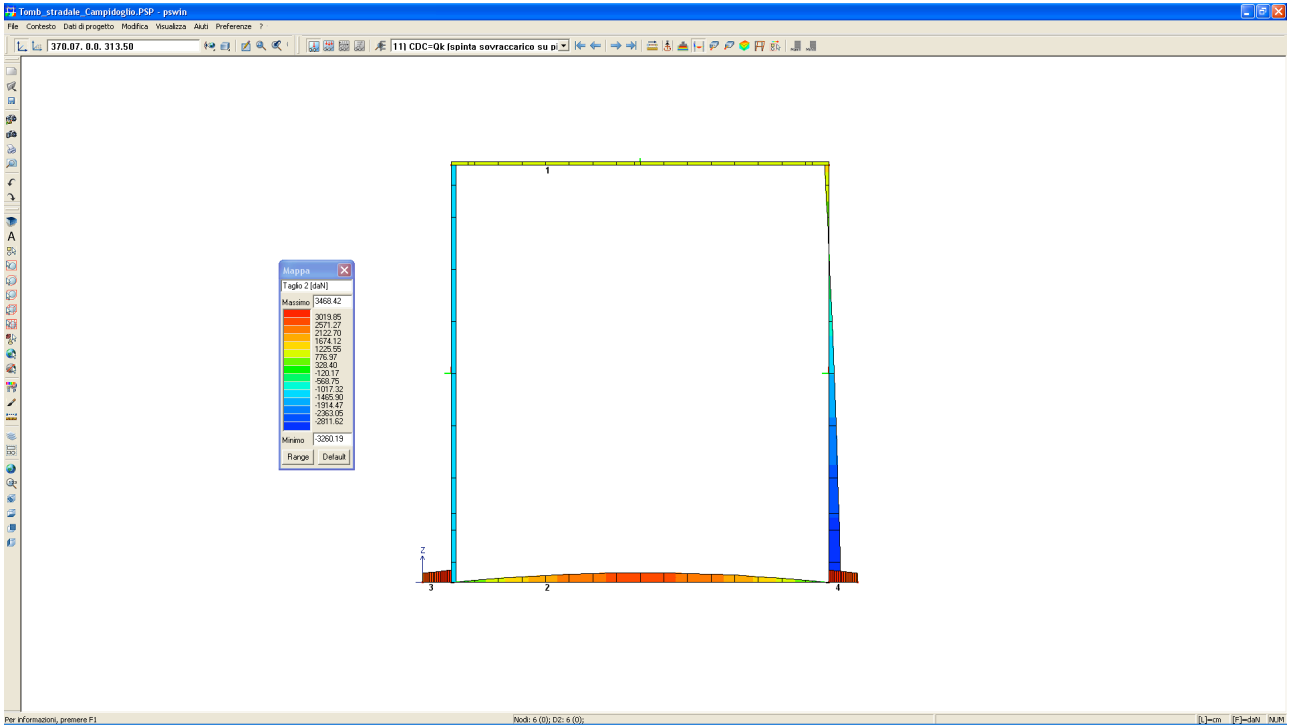 Tomb_stradale_Campidoglio.PSP - pswin
File Contesto Dati di progetto Modifica Visualizza Aiuti Preferenze ?
370.07. 0.0. 313.50
11) CDC=Qk (spinta sovraccarico su pi
A
1
Mappa
Taglio 2 [daN]
Massimo 3468.42
3019.85
2571.27
2122.70
1674.12
1225.55
776.97
328.40
-120.17
-568.75
-1017.32
-1465.90
-1914.47
-2363.05
-2811.62
Minimo -3260.19
Range Default
Z
3 2 4
Per informazioni, premere F1 Nodi: 6 (0); D2: 6 (0); [L]=cm [F]=daN NUM